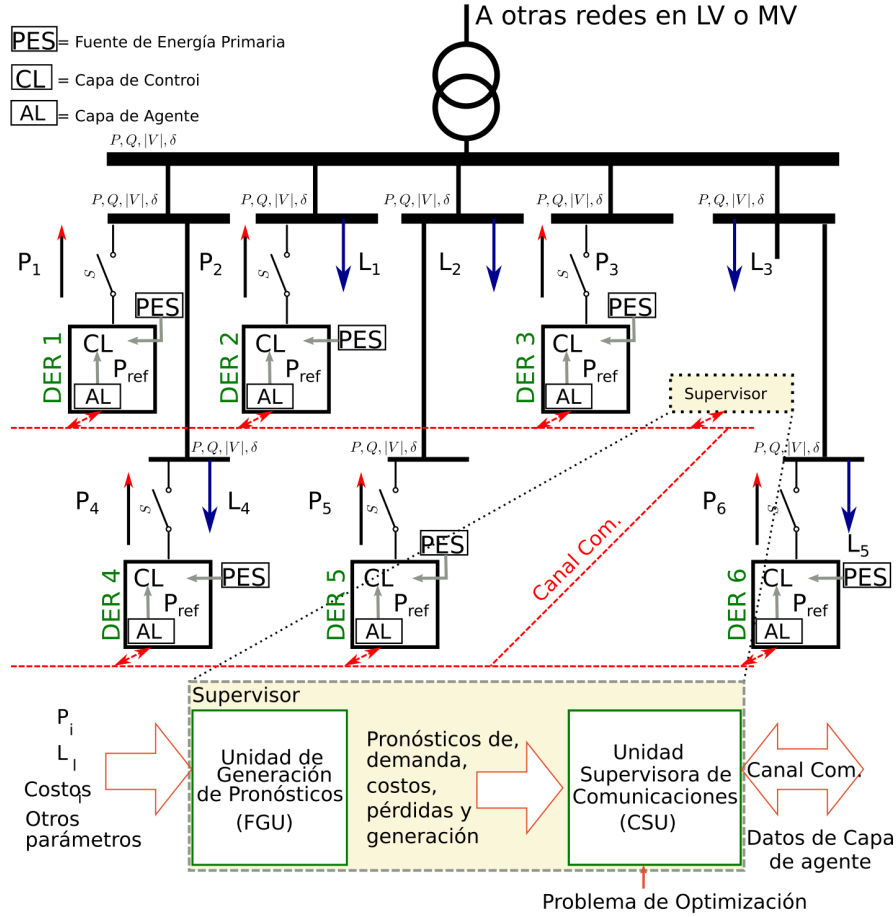 A otras redes en LV o MV
PES = Fuente de Energía Primaria
CL = Capa de Controi
AL = Capa de Agente
P, Q, |V|, δ
P, Q, |V|, δ
P, Q, |V|, δ
P, Q, |V|, δ
P, Q, |V|, δ
P, Q, |V|, δ
P1
S
P2
S
L1
L2
S
P3
L3
DER 1
CL
PES
Pref
AL
DER 2
CL
PES
Pref
AL
DER 3
CL
PES
Pref
AL
Supervisor
P, Q, |V|, δ
P, Q, |V|, δ
P, Q, |V|, δ
P4
S
L4
P5
S
P6
S
L5
Canal Com.
DER 4
CL
PES
Pref
AL
DER 5
CL
PES
Pref
AL
DER 6
CL
PES
Pref
AL
Supervisor
Pi
Ll
Costosi
Otros
parámetros
Unidad de
Generación
de Pronósticos
(FGU)
Pronósticos de,
demanda,
costos,
pérdidas y
generación
Unidad
Supervisora de
Comunicaciones
(CSU)
Canal Com.
Datos de Capa
de agente
Problema de Optimización